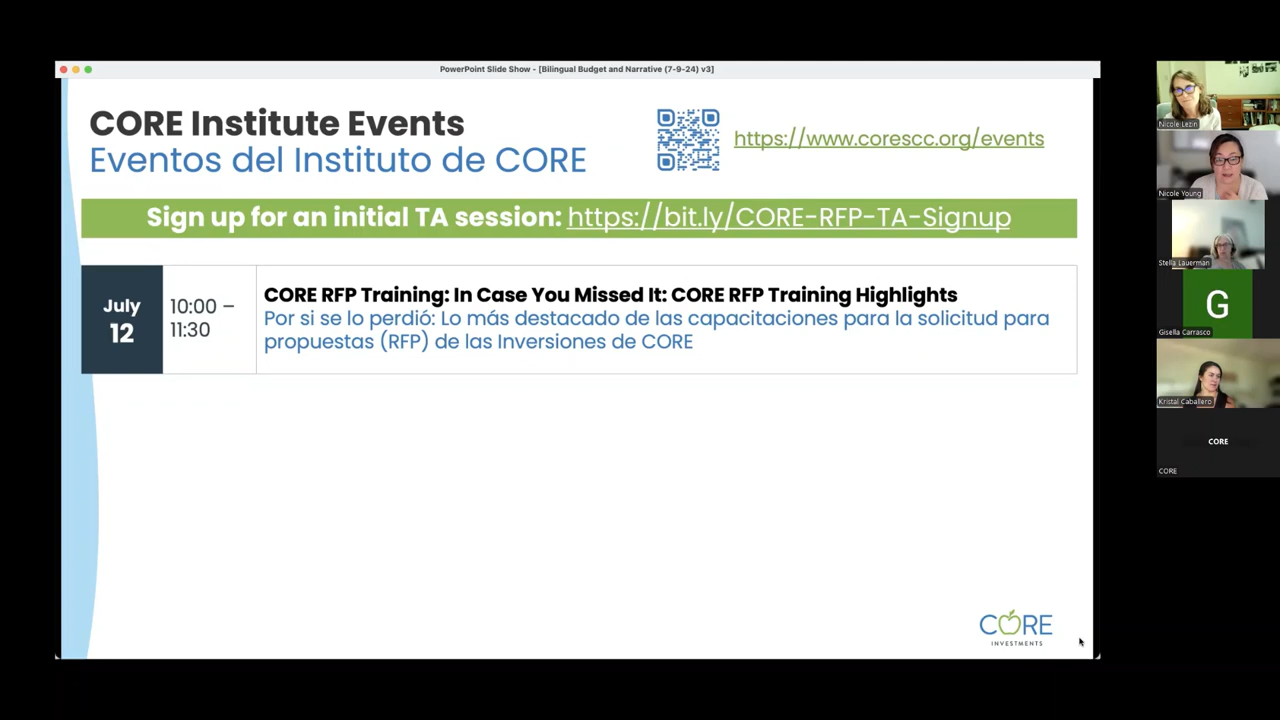 PowerPoint Slide Show - [Bilingual Budget and Narrative (7-9-24) v3]
CORE Institute Events
Eventos del Instituto de CORE
https://www.corescc.org/events
Sign up for an initial TA session: https://bit.ly/CORE-RFP-TA-Signup
July
12
10:00 –
11:30
CORE RFP Training: In Case You Missed It: CORE RFP Training Highlights
Por si se lo perdió: Lo más destacado de las capacitaciones para la solicitud para
propuestas (RFP) de las Inversiones de CORE
CORE
INVESTMENTS
Nicole Lezin
Nicole Young
Stella Lauerman
G
Gisella Carrasco
Kristal Caballero
CORE
CORE